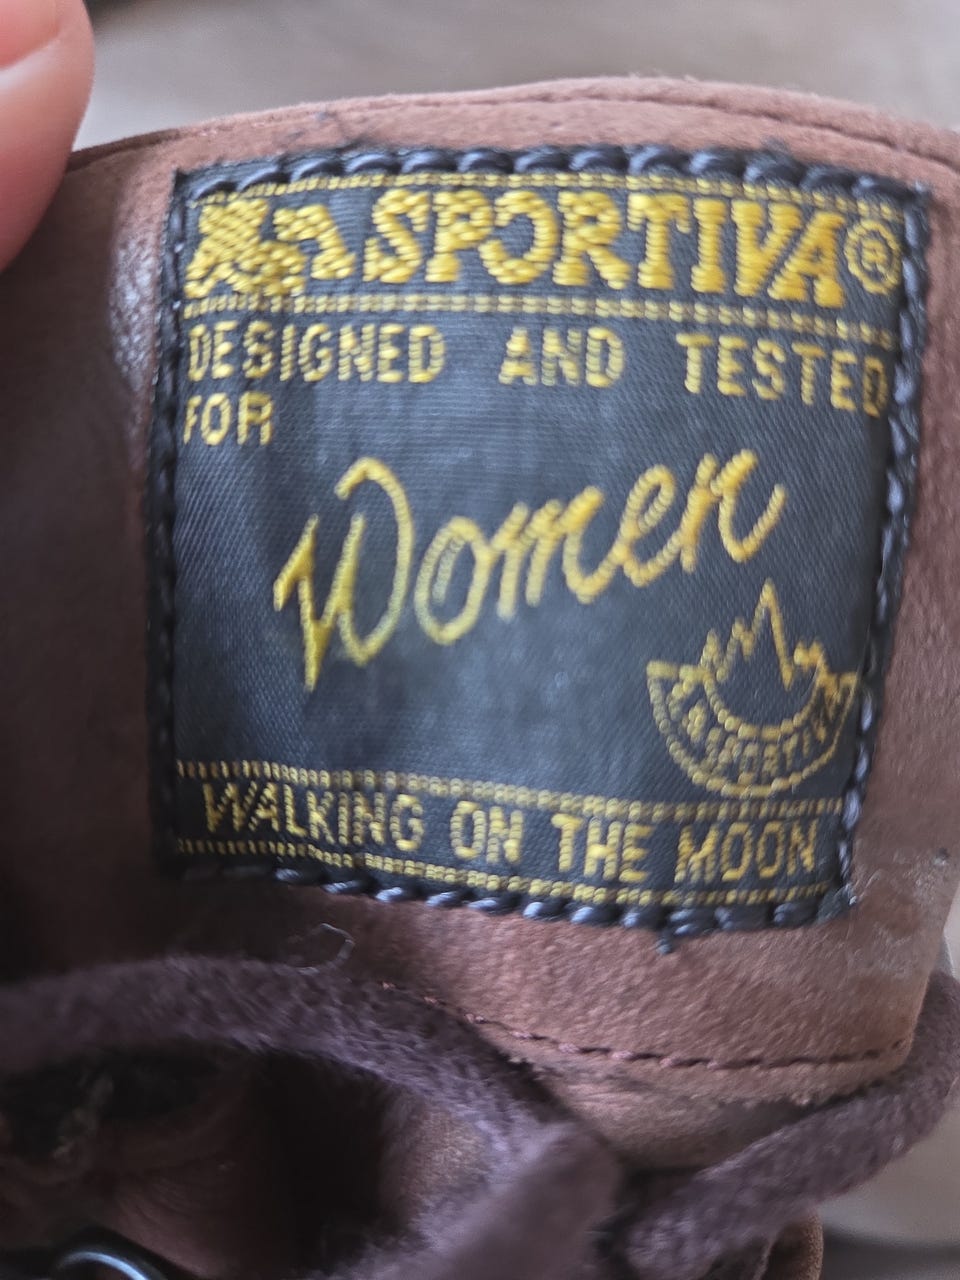 La SPORTIVA®
DESIGNED AND TESTED
FOR
Women
LA SPORTIVA
WALKING ON THE MOON